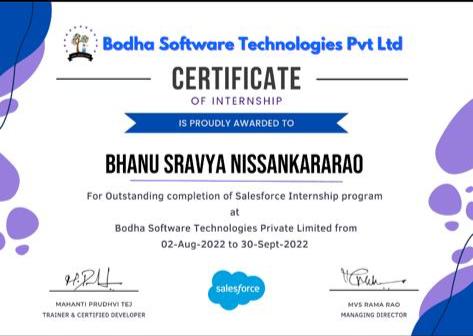 Bodha Software Technologies Pvt Ltd
CERTIFICATE
OF INTERNSHIP
IS PROUDLY AWARDED TO
BHANU SRAVYA NISSANKARARAO
For Outstanding completion of Salesforce Internship program
at
Bodha Software Technologies Private Limited from
02-Aug-2022 to 30-Sept-2022
salesforce
MAHANTI PRUDHVI TEJ
TRAINER & CERTIFIED DEVELOPER
MVS RAMA RAO
MANAGING DIRECTOR